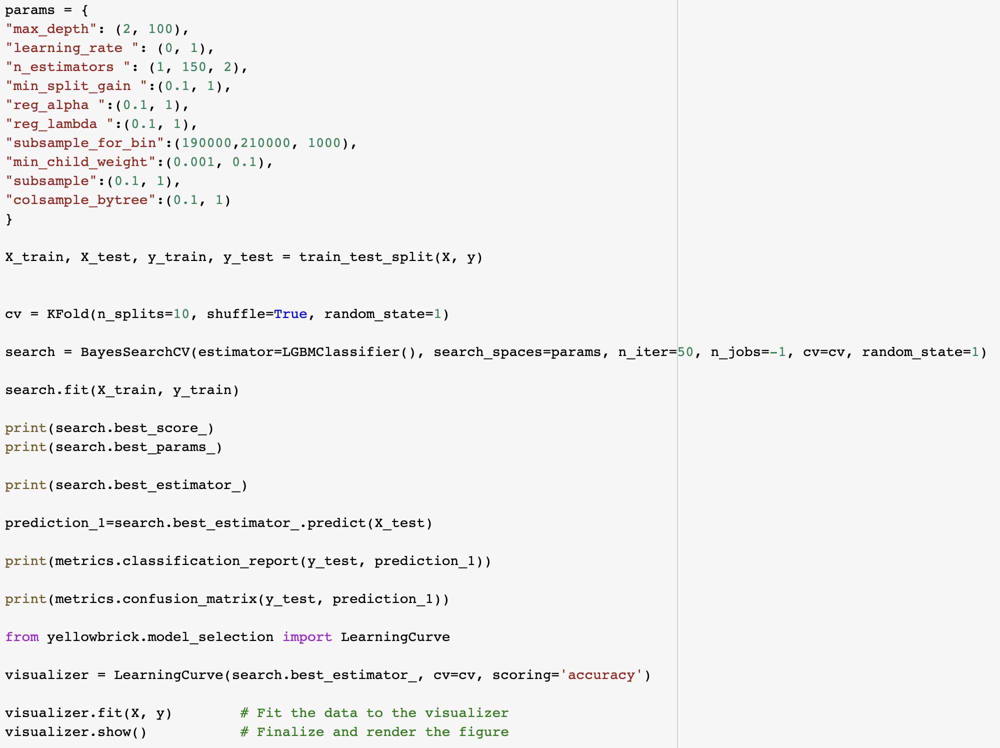 params = {
"max_depth": (2, 100),
"learning_rate ": (0, 1),
"n_estimators ": (1, 150, 2),
"min_split_gain ":(0.1, 1),
"reg_alpha ":(0.1, 1),
"reg_lambda ":(0.1, 1),
"subsample_for_bin":(190000,210000, 1000),
"min_child_weight":(0.001, 0.1),
"subsample":(0.1, 1),
"colsample_bytree":(0.1, 1)
}
X_train, X_test, y_train, y_test = train_test_split(X, y)
cv = KFold(n_splits=10, shuffle=True, random_state=1)
search = BayesSearchCV(estimator=LGBMClassifier(), search_spaces=params, n_iter=50, n_jobs=-1, cv=cv, random_state=1)
search.fit(X_train, y_train)
print(search.best_score_)
print(search.best_params_)
print(search.best_estimator_)
prediction_1=search.best_estimator_.predict(X_test)
print(metrics.classification_report(y_test, prediction_1))
print(metrics.confusion_matrix(y_test, prediction_1))
from yellowbrick.model_selection import LearningCurve
visualizer = LearningCurve(search.best_estimator_, cv=cv, scoring='accuracy')
visualizer.fit(X, y)        # Fit the data to the visualizer
visualizer.show()           # Finalize and render the figure